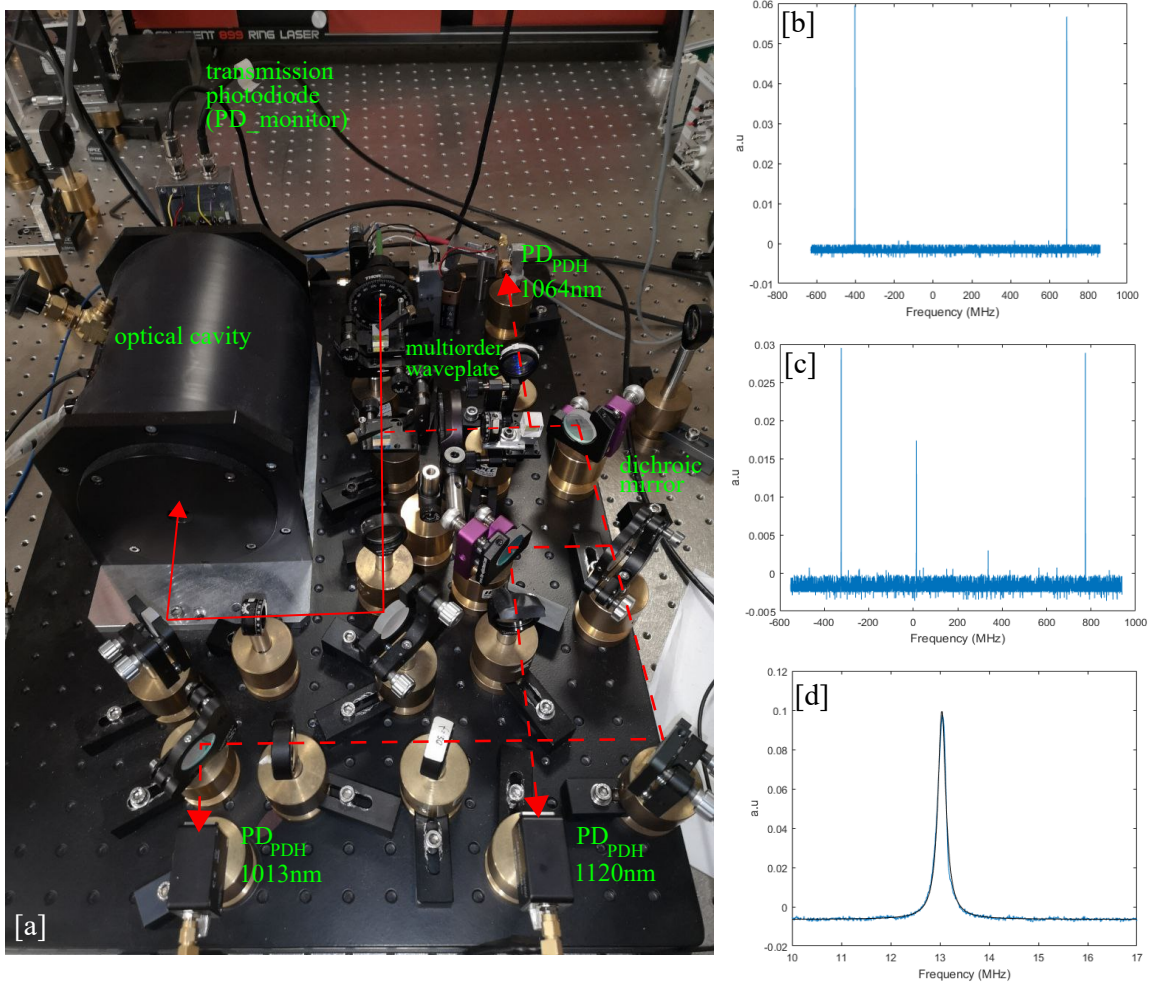 COHERENT 899 RING LASER
transmission
photodiode
(PD_monitor)
PD_PDH
1064nm
optical cavity
multiorder
waveplate
dichroic
mirror
PD_PDH
1013nm
PD_PDH
1120nm
[a]
[b]
0.06
0.05
0.04
0.03
0.02
0.01
0
-0.01
a.u
-800 -600 -400 -200 0 200 400 600 800 1000
Frequency (MHz)
[c]
0.03
0.025
0.02
0.015
0.01
0.005
0
-0.005
a.u
-600 -400 -200 0 200 400 600 800 1000
Frequency (MHz)
[d]
0.12
0.1
0.08
0.06
0.04
0.02
0
-0.02
a.u
10 11 12 13 14 15 16 17
Frequency (MHz)